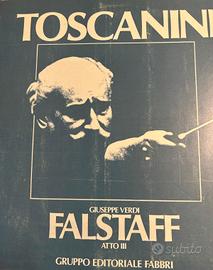 TOSCANINI
GIUSEPPE VERDI
FALSTAFF
ATTO III
GRUPPO EDITORIALE FABBRI
subito